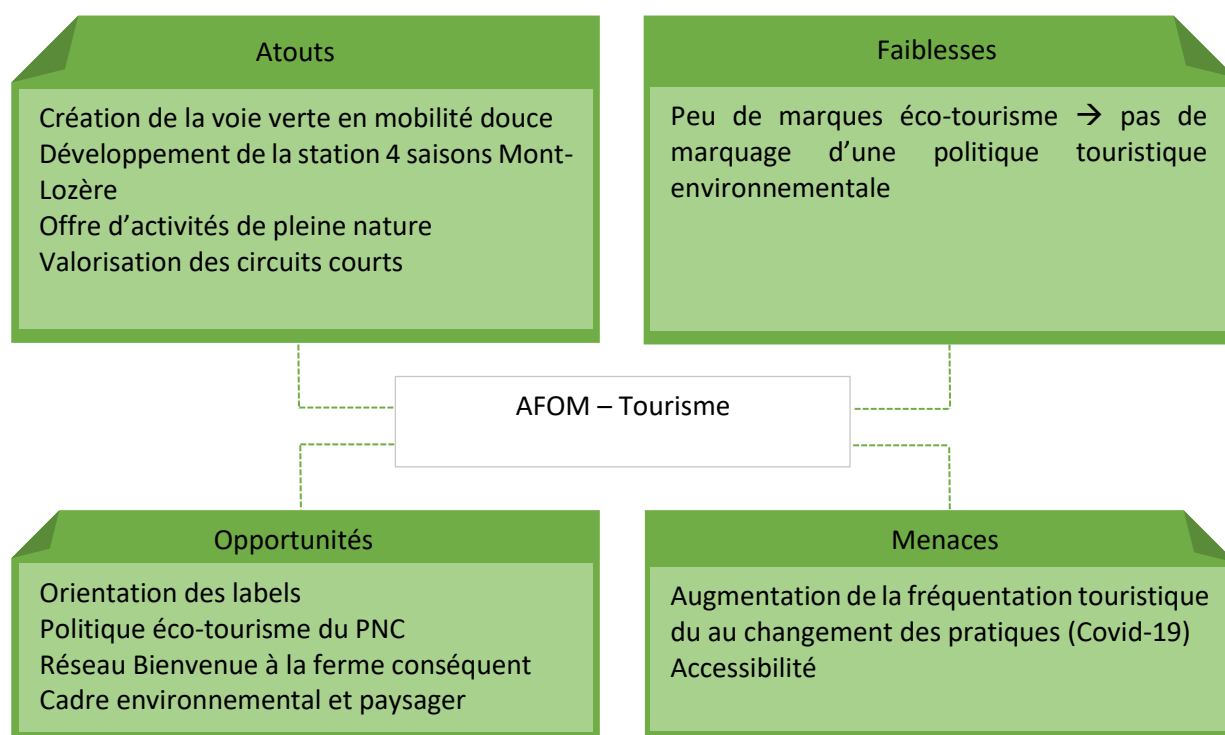 Atouts
Création de la voie verte en mobilité douce
Développement de la station 4 saisons Mont-
Lozère
Offre d'activités de pleine nature
Valorisation des circuits courts
Faiblesses
Peu de marques éco-tourisme → pas de
marquage d'une politique touristique
environnementale
AFOM – Tourisme
Opportunités
Orientation des labels
Politique éco-tourisme du PNC
Réseau Bienvenue à la ferme conséquent
Cadre environnemental et paysager
Menaces
Augmentation de la fréquentation touristique
du au changement des pratiques (Covid-19)
Accessibilité